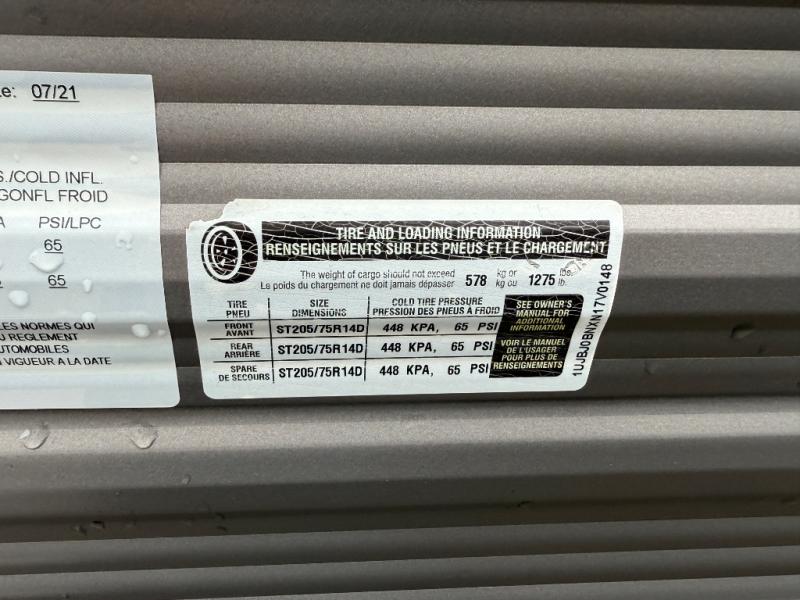 07/21
./COLD INFL.
GONFL FROID
PSI/LPC
65
65
LES NORMES QUI
REGLEMENT
AUTOMOBILES
VIGUEUR A LA DATE
TIRE AND LOADING INFORMATION
RENSEIGNEMENTS SUR LES PNEUS ET LE CHARGEMENT
The weight of cargo should not exceed
Le poids du chargement ne doit jamais dépasser
578 kg or 1275 lbs.
kg ou lb.
TIRE SIZE COLD TIRE PRESSURE
PNEU DIMENSIONS PRESSION DES PNEUS À FROID
FRONT
AVANT ST205/75R14D 448 KPA, 65 PSI
REAR
ARRIÈRE ST205/75R14D 448 KPA, 65 PSI
SPARE
DE SECOURS ST205/75R14D 448 KPA, 65 PSI
SEE OWNER'S
MANUAL FOR
ADDITIONAL
INFORMATION
VOIR LE MANUEL
DE L'USAGER
POUR PLUS DE
RENSEIGNEMENTS
1UJBJ0BNXN17V0148